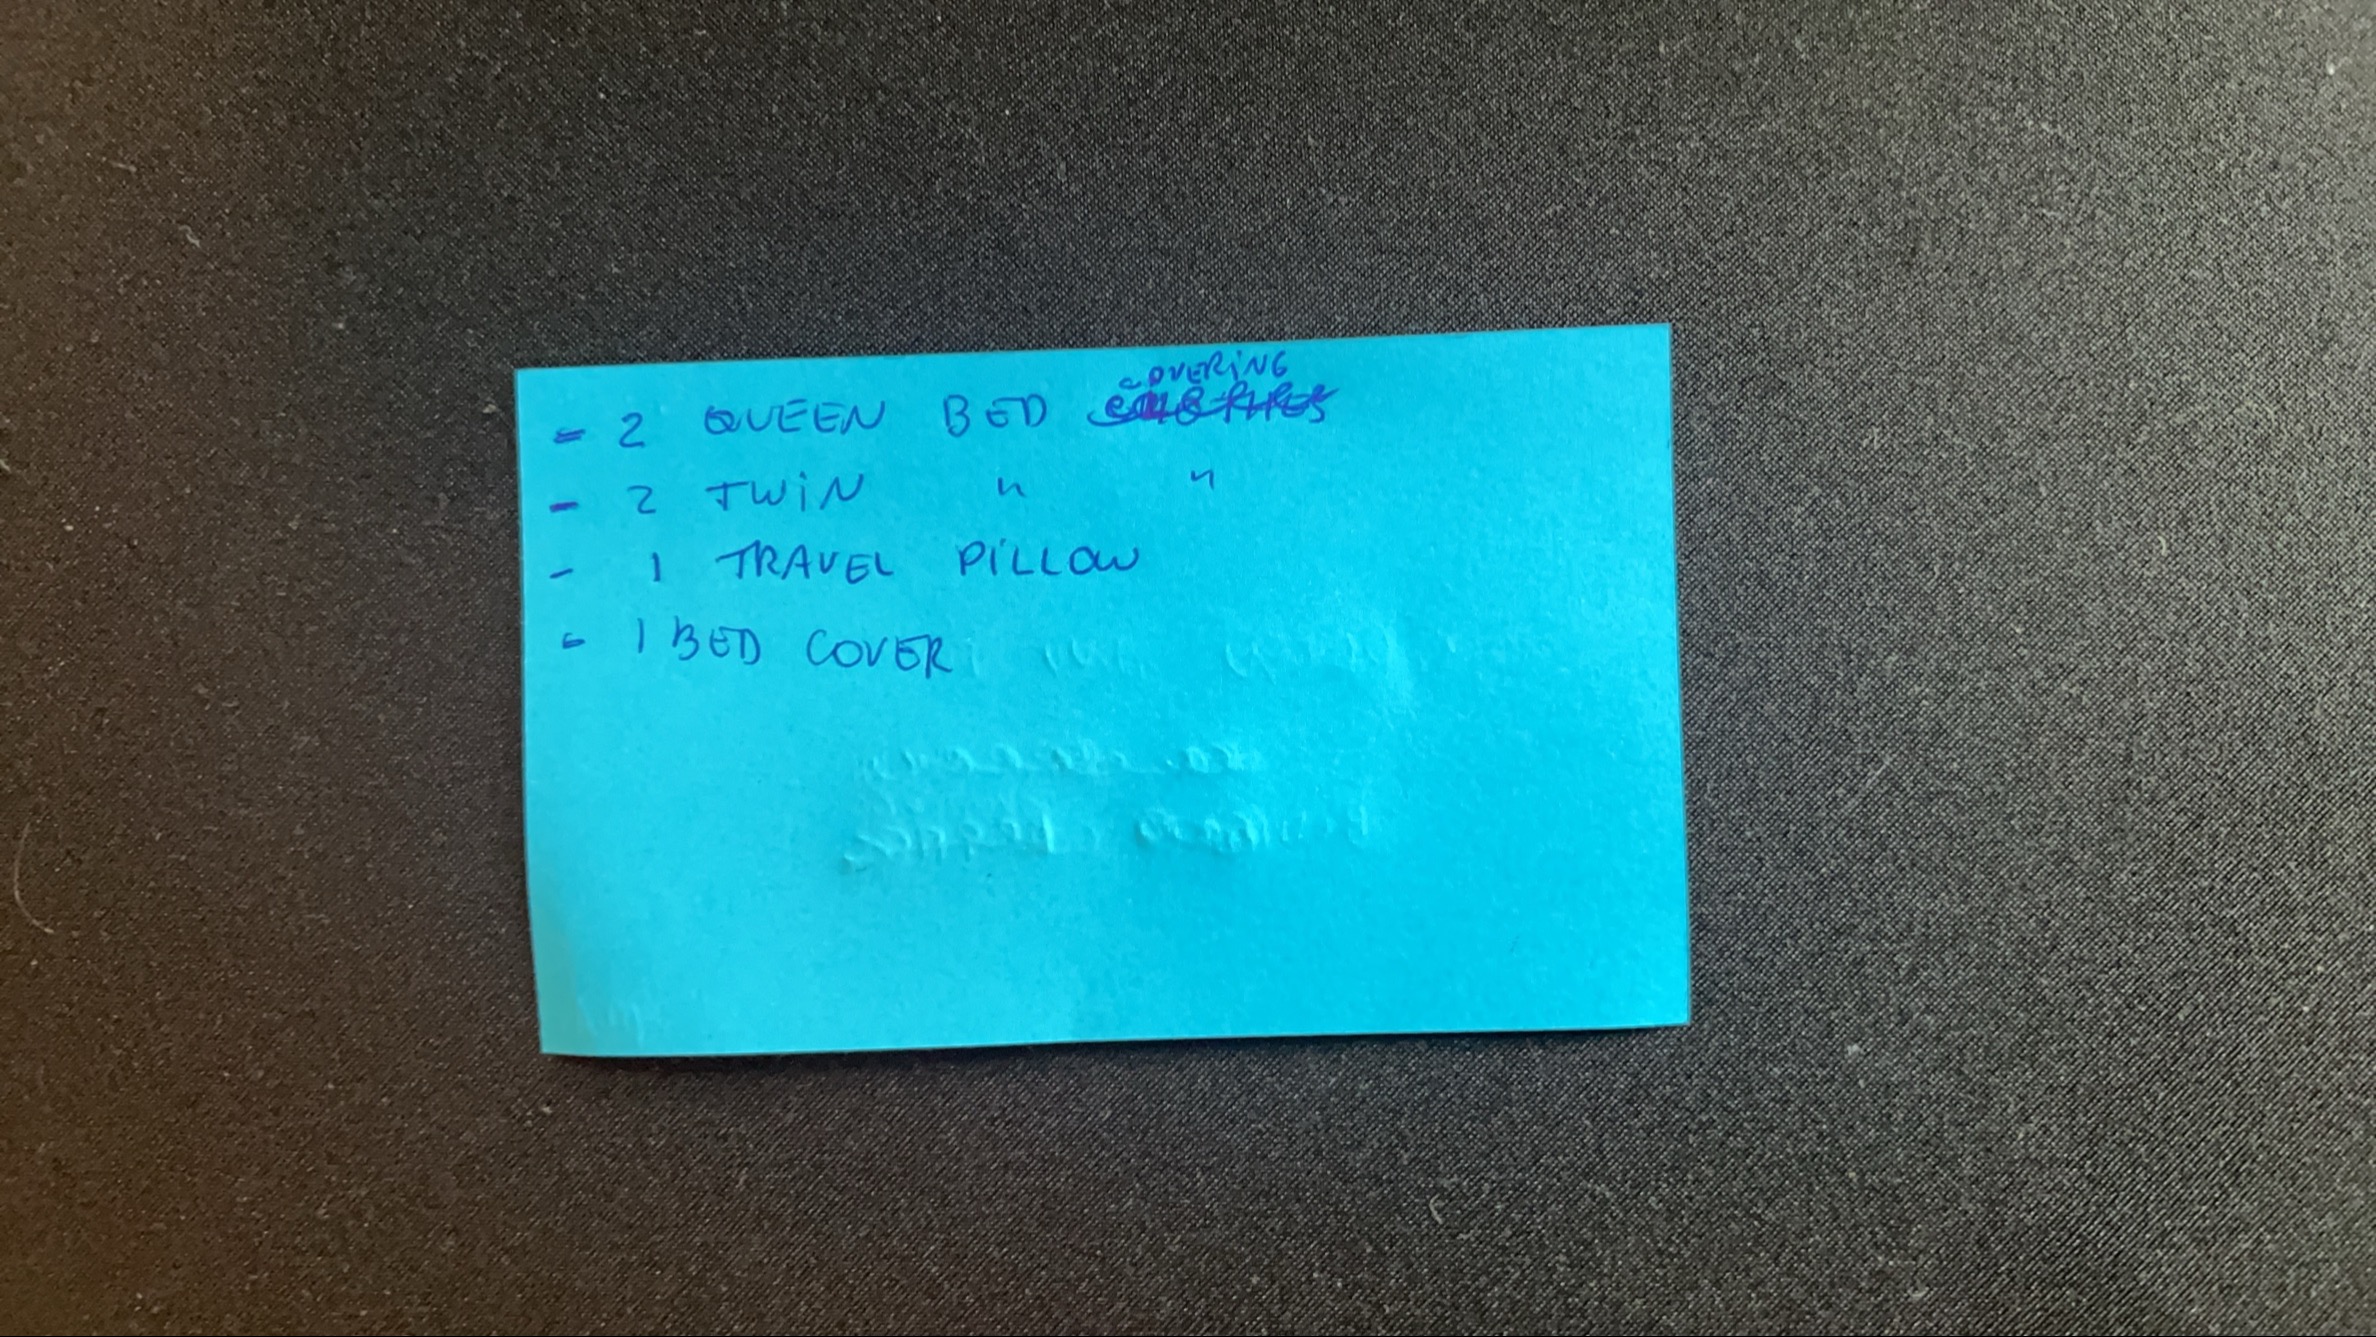 - 2 QUEEN BED COVERING
- 2 TWIN " "
- 1 TRAVEL PILLOW
- 1 BED COVER